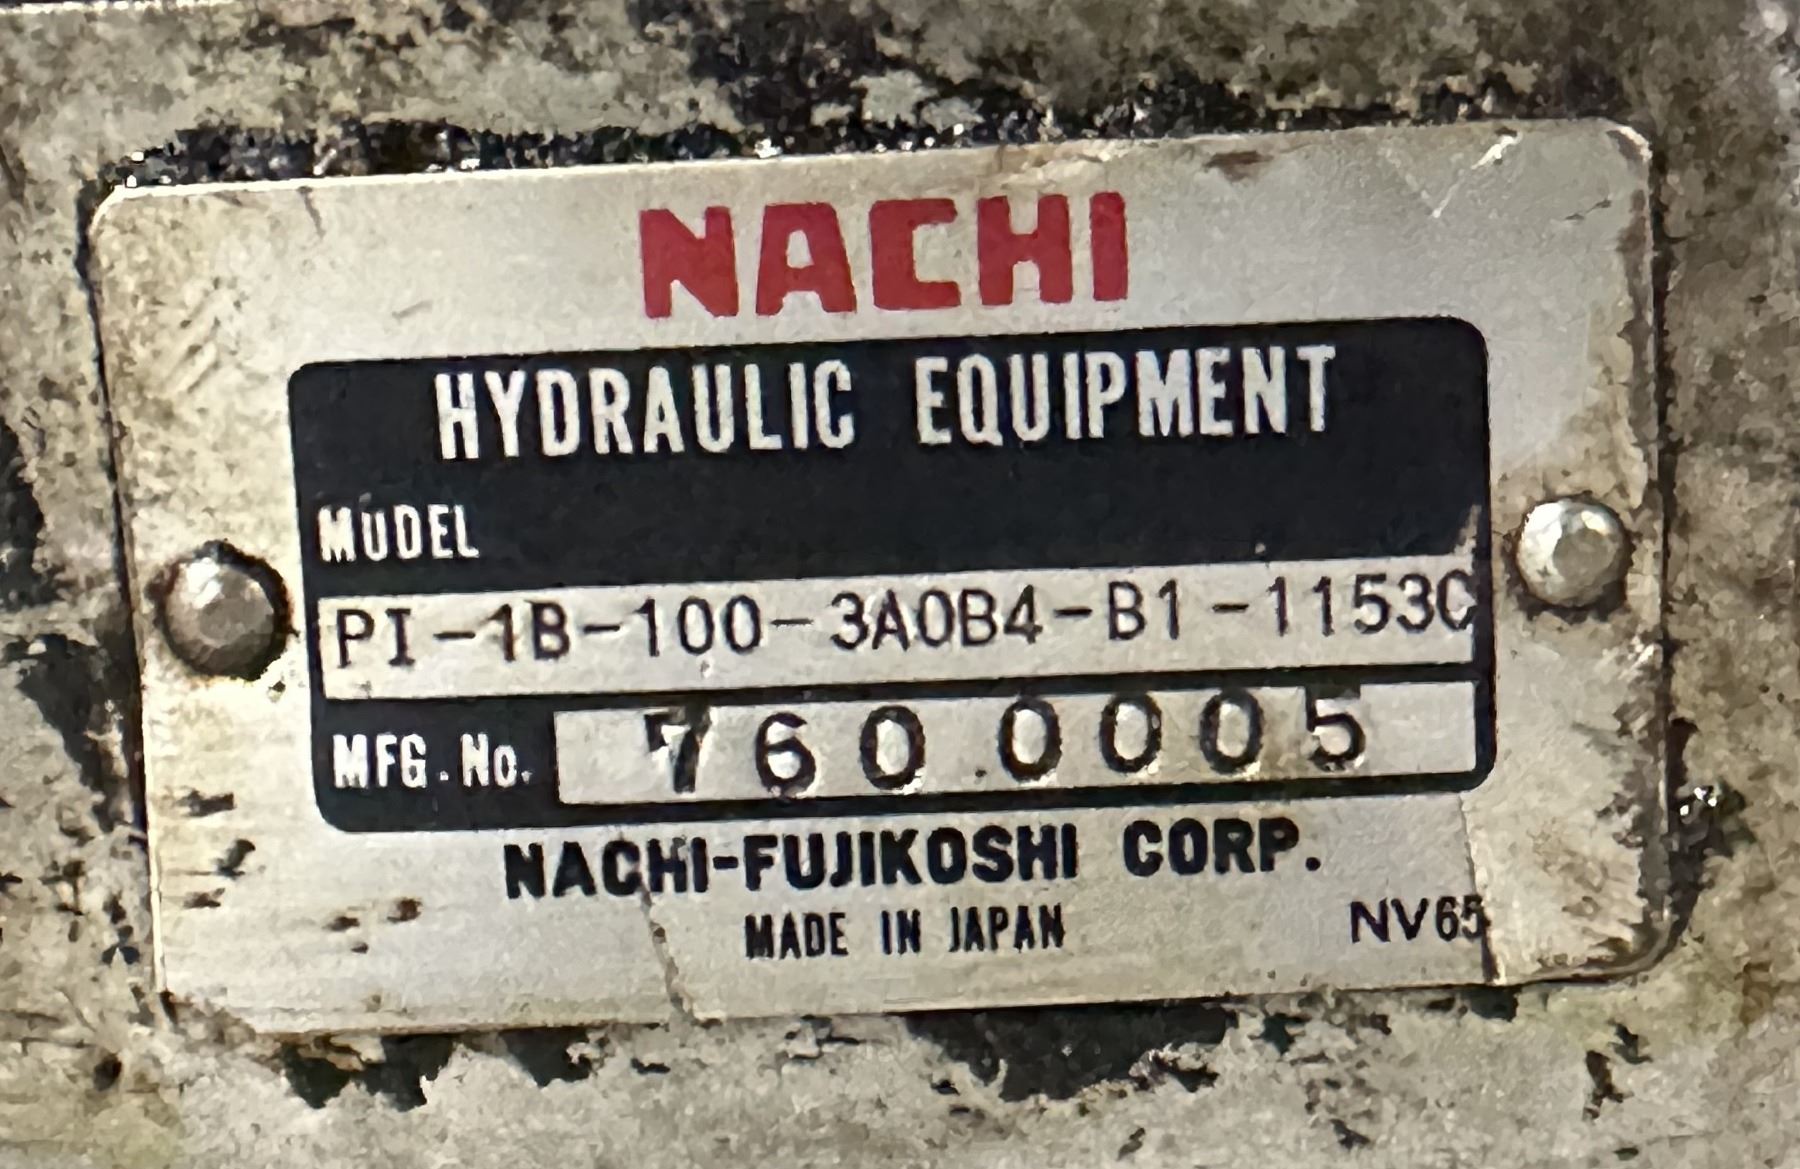 NACHI
HYDRAULIC EQUIPMENT
MODEL
PI-1B-100-3A0B4-B1-1153C
MFG. No. 760 0005
NACHI-FUJIKOSHI CORP.
MADE IN JAPAN
NV65